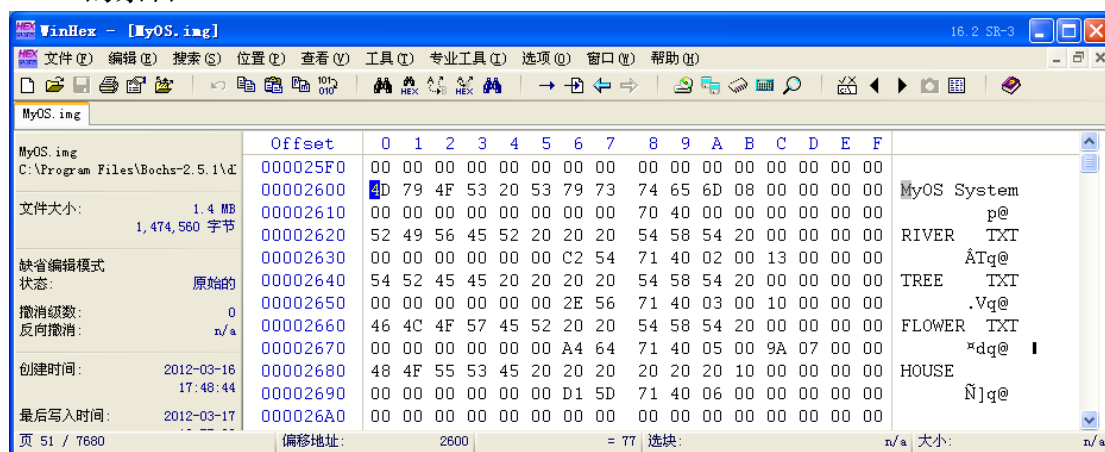 WinHex - [MyOS.img] 16.2 SR-3
文件(F) 编辑(E) 搜索(S) 位置(P) 查看(V) 工具(T) 专业工具(I) 选项(O) 窗口(W) 帮助(H)
MyOS.img
MyOS.img
C:\Program Files\Bochs-2.5.1\d
文件大小: 1.4 MB
1,474,560 字节
缺省编辑模式
状态: 原始的
撤消级数: 0
反向撤消: n/a
创建时间: 2012-03-16
17:48:44
最后写入时间: 2012-03-17
Offset 0 1 2 3 4 5 6 7 8 9 A B C D E F
000025F0 00 00 00 00 00 00 00 00 00 00 00 00 00 00 00 00
00002600 4D 79 4F 53 20 53 79 73 74 65 6D 08 00 00 00 00 MyOS System
00002610 00 00 00 00 00 00 00 00 70 40 00 00 00 00 00 00 p@
00002620 52 49 56 45 52 20 20 20 54 58 54 20 00 00 00 00 RIVER TXT
00002630 00 00 00 00 00 00 C2 54 71 40 02 00 13 00 00 00 ÂTq@
00002640 54 52 45 45 20 20 20 20 54 58 54 20 00 00 00 00 TREE TXT
00002650 00 00 00 00 00 00 2E 56 71 40 03 00 10 00 00 00 .Vq@
00002660 46 4C 4F 57 45 52 20 20 54 58 54 20 00 00 00 00 FLOWER TXT
00002670 00 00 00 00 00 00 A4 64 71 40 05 00 9A 07 00 00 ¤dq@
00002680 48 4F 55 53 45 20 20 20 20 20 20 10 00 00 00 00 HOUSE
00002690 00 00 00 00 00 00 D1 5D 71 40 06 00 00 00 00 00 Ñ]q@
000026A0 00 00 00 00 00 00 00 00 00 00 00 00 00 00 00 00
页 51 / 7680 偏移地址: 2600 = 77 选块: n/a 大小: n/a